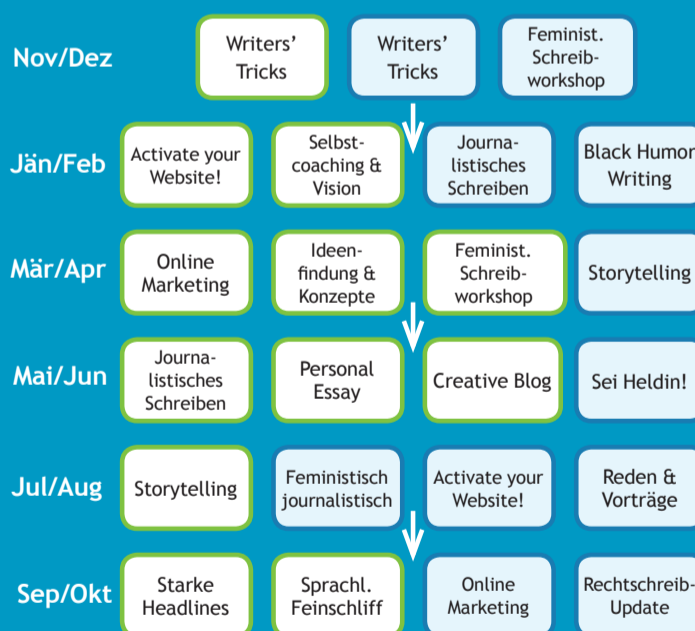 Nov/Dez
Writers’
Tricks
Writers’
Tricks
Feminist.
Schreib-
workshop
Jän/Feb
Activate your
Website!
Selbst-
coaching &
Vision
Journa-
listisches
Schreiben
Black Humor
Writing
Mär/Apr
Online
Marketing
Ideen-
findung &
Konzepte
Feminist.
Schreib-
workshop
Storytelling
Mai/Jun
Journa-
listisches
Schreiben
Personal
Essay
Creative Blog
Sei Heldin!
Jul/Aug
Storytelling
Feministisch
journalistisch
Activate your
Website!
Reden &
Vorträge
Sep/Okt
Starke
Headlines
Sprachl.
Feinschliff
Online
Marketing
Rechtschreib-
Update